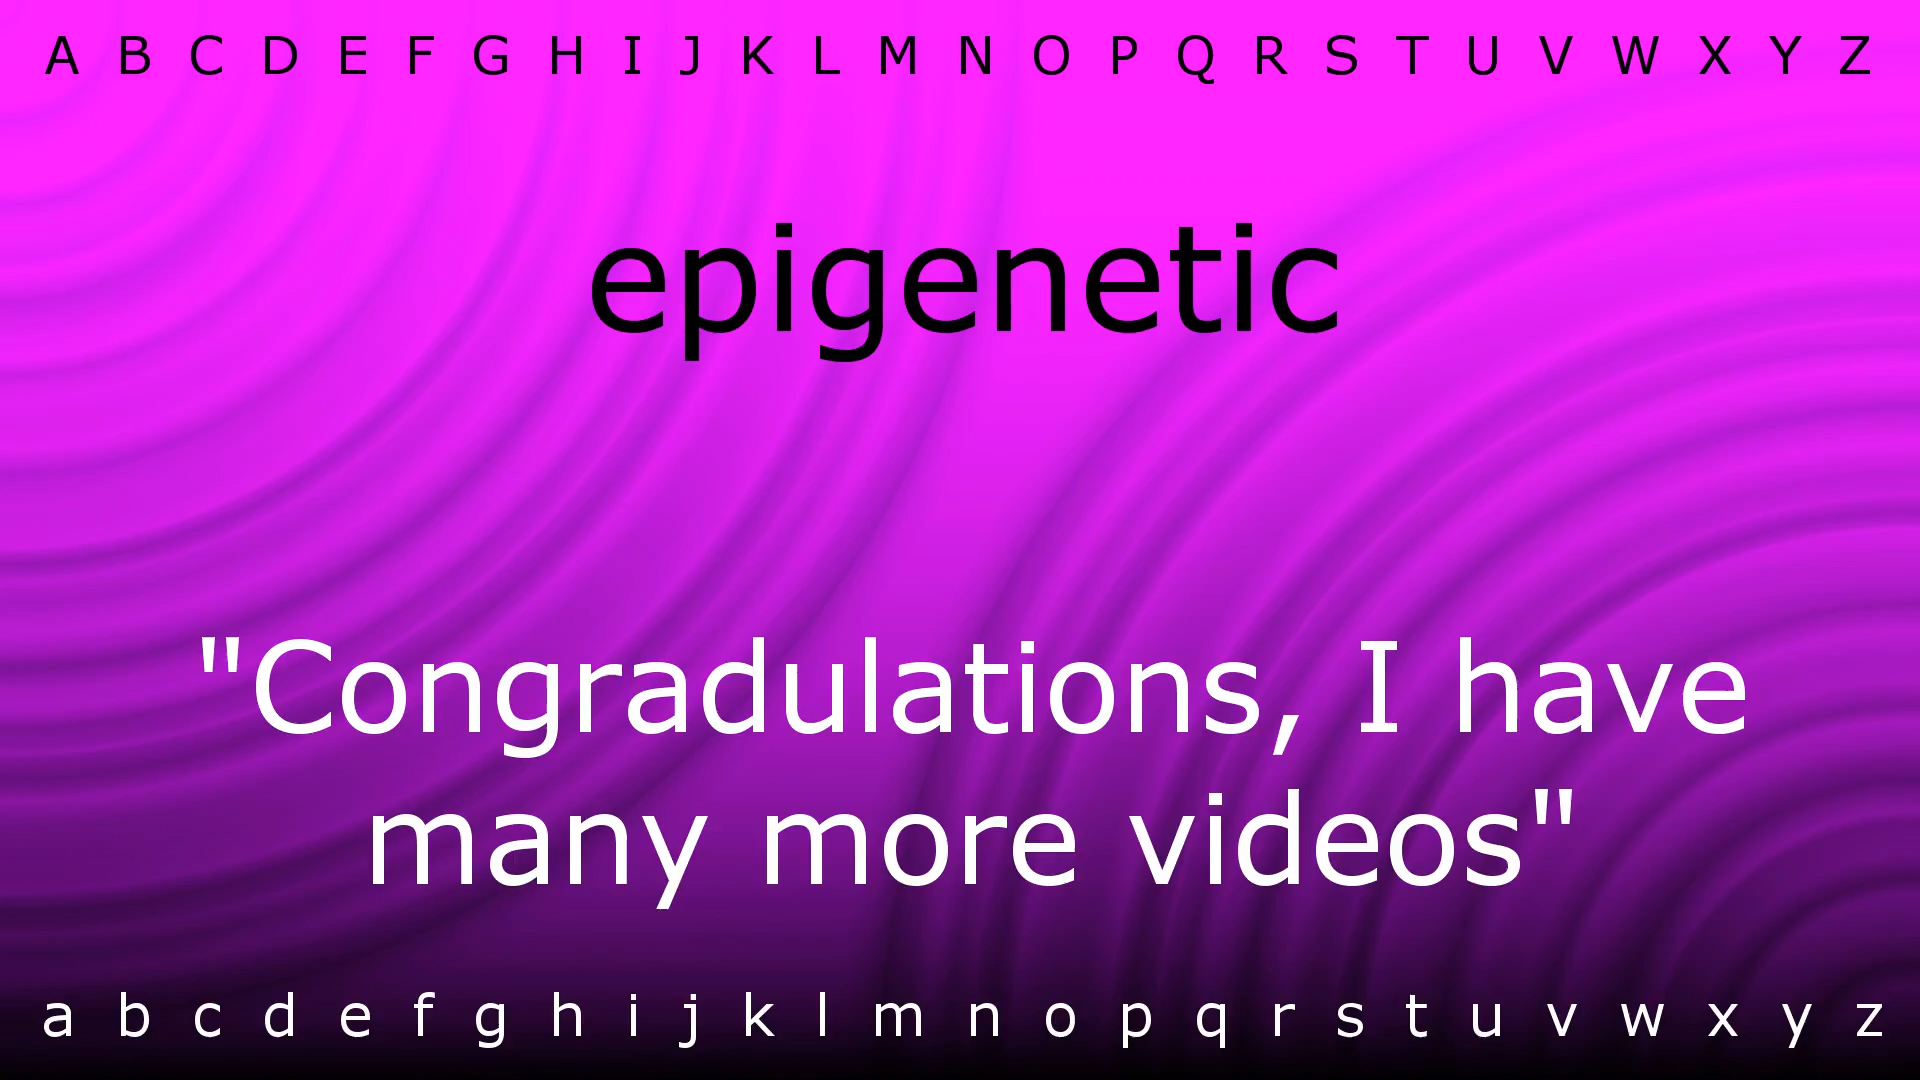 A B C D E F G H I J K L M N O P Q R S T U V W X Y Z
epigenetic
"Congradulations, I have
many more videos"
a b c d e f g h i j k l m n o p q r s t u v w x y z